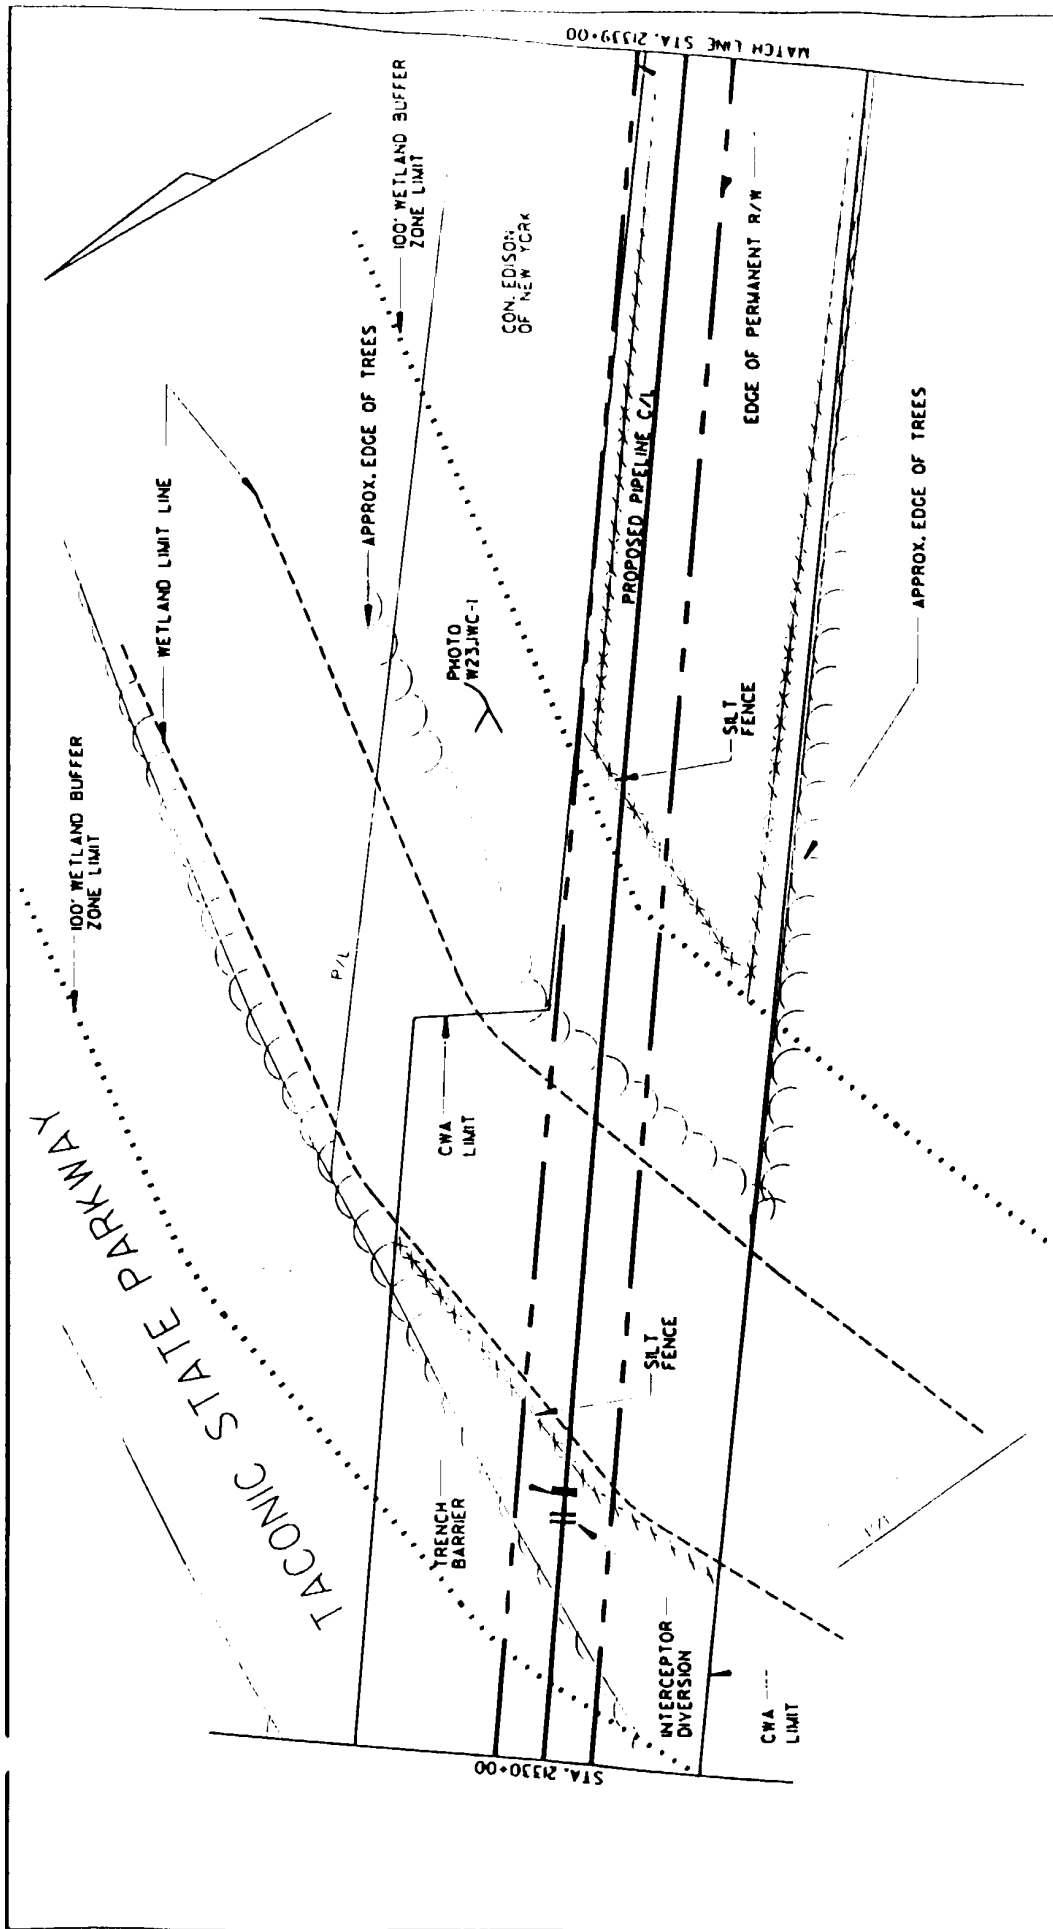 MATCH LINE STA. 21339+00
100' WETLAND BUFFER
ZONE LIMIT
CON. EDISON
OF NEW YORK
APPROX. EDGE OF TREES
WETLAND LIMIT LINE
EDGE OF PERMANENT R/W
PROPOSED PIPELINE C/L
PHOTO
W23JWC-1
APPROX. EDGE OF TREES
SILT
FENCE
100' WETLAND BUFFER
ZONE LIMIT
P/L
CWA
LIMIT
TACONIC STATE PARKWAY
SILT
FENCE
TRENCH
BARRIER
P/L
INTERCEPTOR
DIVERSION
CWA
LIMIT
STA. 21330+00